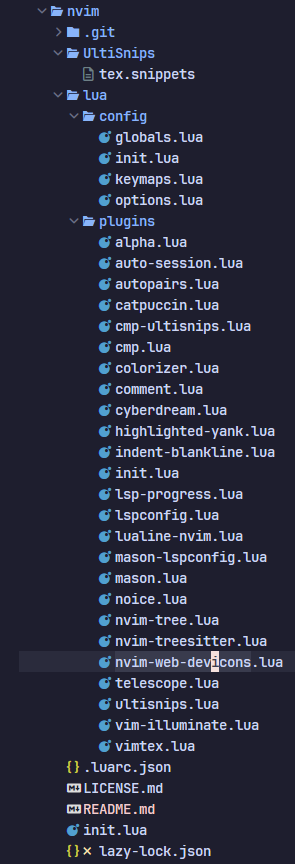 nvim
.git
UltiSnips
tex.snippets
lua
config
globals.lua
init.lua
keymaps.lua
options.lua
plugins
alpha.lua
auto-session.lua
autopairs.lua
catpuccin.lua
cmp-ultisnips.lua
cmp.lua
colorizer.lua
comment.lua
cyberdream.lua
highlighted-yank.lua
indent-blankline.lua
init.lua
lsp-progress.lua
lspconfig.lua
lualine-nvim.lua
mason-lspconfig.lua
mason.lua
noice.lua
nvim-tree.lua
nvim-treesitter.lua
nvim-web-devicons.lua
telescope.lua
ultisnips.lua
vim-illuminate.lua
vimtex.lua
{} .luarc.json
LICENSE.md
README.md
init.lua
{} × lazy-lock.json